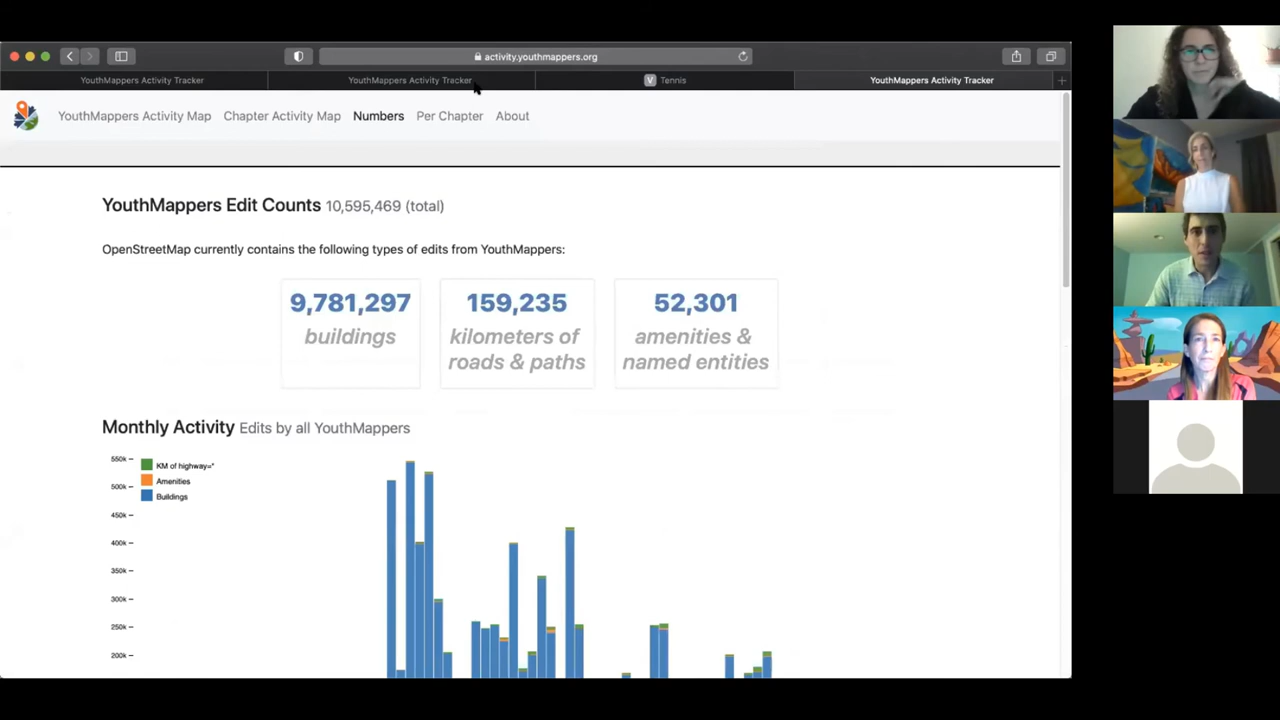 activity.youthmappers.org
YouthMappers Activity Tracker
YouthMappers Activity Tracker
V Tennis
YouthMappers Activity Tracker
YouthMappers Activity Map
Chapter Activity Map
Numbers
Per Chapter
About
YouthMappers Edit Counts 10,595,469 (total)
OpenStreetMap currently contains the following types of edits from YouthMappers:
9,781,297
buildings
159,235
kilometers of
roads & paths
52,301
amenities &
named entities
Monthly Activity Edits by all YouthMappers
550k
500k
450k
400k
350k
300k
250k
200k
KM of highway=*
Amenities
Buildings